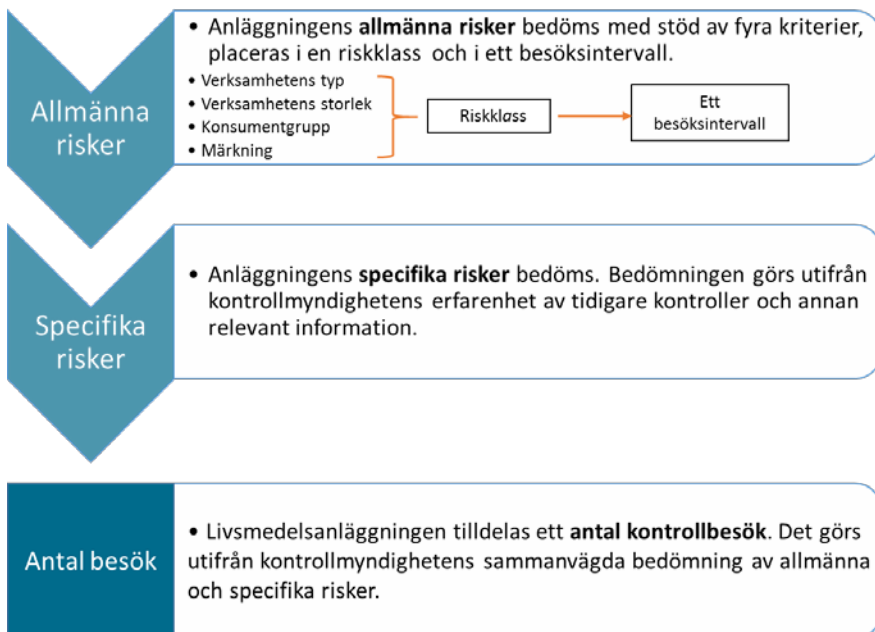 Allmänna
risker
• Anläggningens allmänna risker bedöms med stöd av fyra kriterier,
placeras i en riskklass och i ett besöksintervall.
• Verksamhetens typ
• Verksamhetens storlek
• Konsumentgrupp
• Märkning
Riskklass
Ett
besöksintervall
Specifika
risker
• Anläggningens specifika risker bedöms. Bedömningen görs utifrån
kontrollmyndighetens erfarenhet av tidigare kontroller och annan
relevant information.
Antal besök
• Livsmedelsanläggningen tilldelas ett antal kontrollbesök. Det görs
utifrån kontrollmyndighetens sammanvägda bedömning av allmänna
och specifika risker.